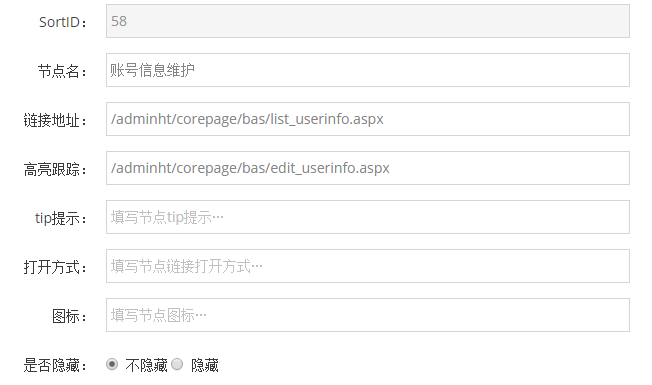 SortID： 58
节点名： 账号信息维护
链接地址： /adminht/corepage/bas/list_userinfo.aspx
高亮跟踪： /adminht/corepage/bas/edit_userinfo.aspx
tip提示： 填写节点tip提示…
打开方式： 填写节点链接打开方式…
图标： 填写节点图标…
是否隐藏： 不隐藏 隐藏